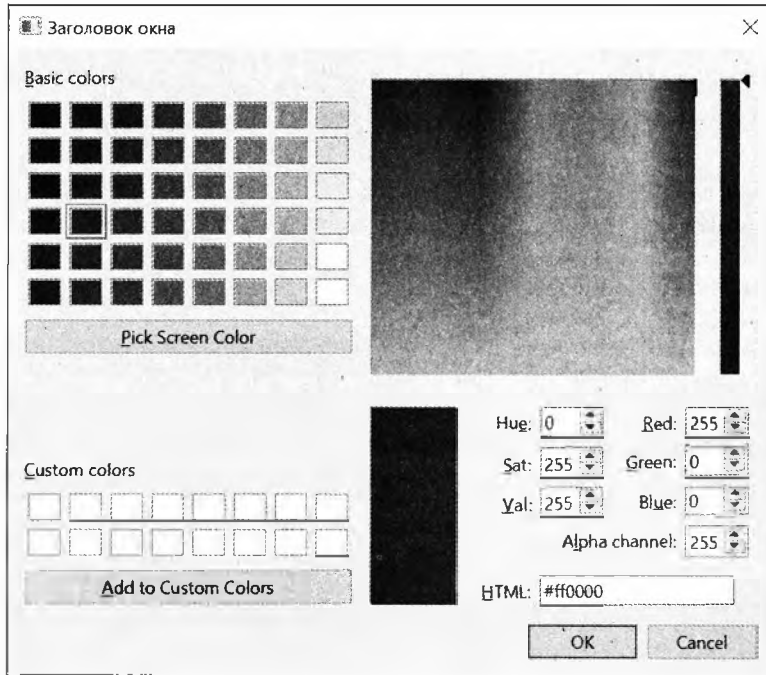 Заголовок окна
Basic colors
Pick Screen Color
Custom colors
Add to Custom Colors
Hue: 0
Red: 255
Sat: 255
Green: 0
Val: 255
Blue: 0
Alpha channel: 255
HTML: #ff0000
OK
Cancel